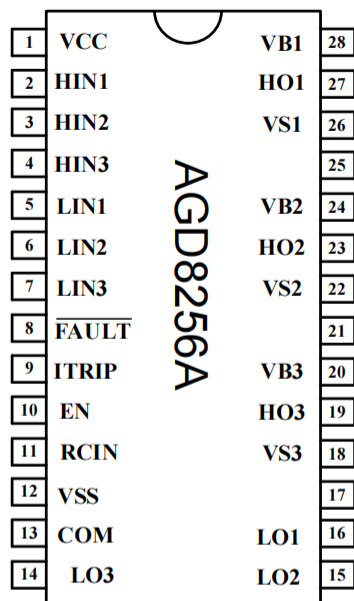 1 VCC VB1 28
2 HIN1 HO1 27
3 HIN2 VS1 26
4 HIN3 25
5 LIN1 VB2 24
6 LIN2 HO2 23
7 LIN3 VS2 22
8 FAULT 21
9 ITRIP VB3 20
10 EN HO3 19
11 RCIN VS3 18
12 VSS 17
13 COM LO1 16
14 LO3 LO2 15
AGD8256A